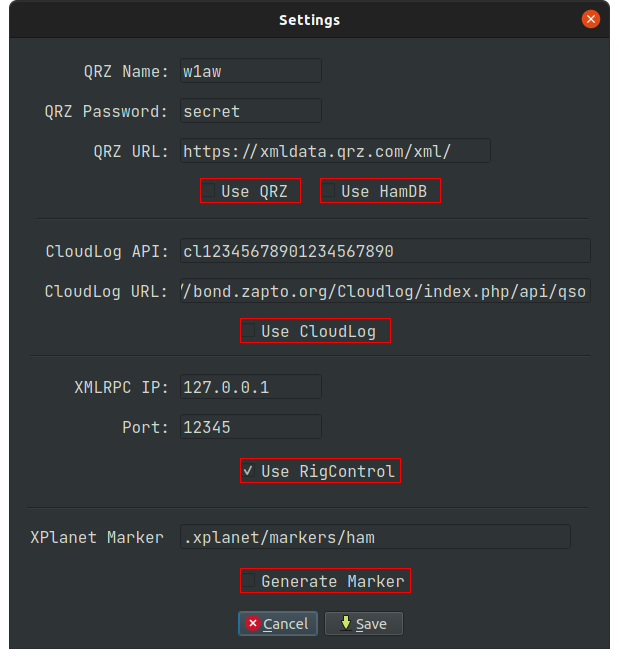 Settings
QRZ Name: w1aw
QRZ Password: secret
QRZ URL: https://xmldata.qrz.com/xml/
Use QRZ Use HamDB
CloudLog API: cl12345678901234567890
CloudLog URL: /bond.zapto.org/Cloudlog/index.php/api/qso
Use CloudLog
XMLRPC IP: 127.0.0.1
Port: 12345
Use RigControl
XPlanet Marker .xplanet/markers/ham
Generate Marker
Cancel Save